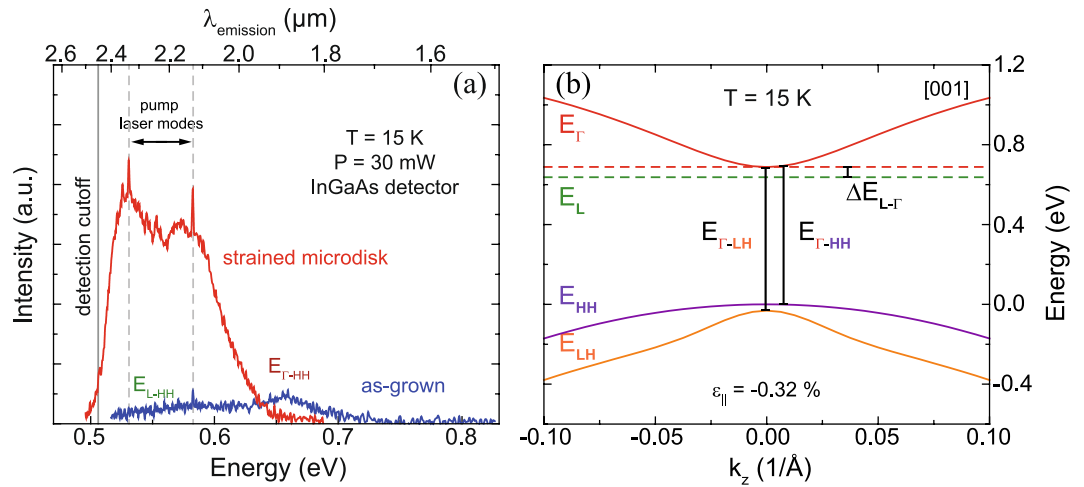 λemission (µm)
2.6 2.4 2.2 2.0 1.8 1.6
(a)
pump
laser modes
T = 15 K
P = 30 mW
InGaAs detector
detection cutoff
strained microdisk
EΓ-HH
EL-HH
as-grown
Intensity (a.u.)
0.5 0.6 0.7 0.8
Energy (eV)
(b)
T = 15 K
[001]
1.2
0.8
0.4
0.0
-0.4
Energy (eV)
EΓ
EL
ΔEL-Γ
EΓ-LH
EΓ-HH
EHH
ELH
ε|| = -0.32 %
-0.10 -0.05 0.00 0.05 0.10
kz (1/Å)